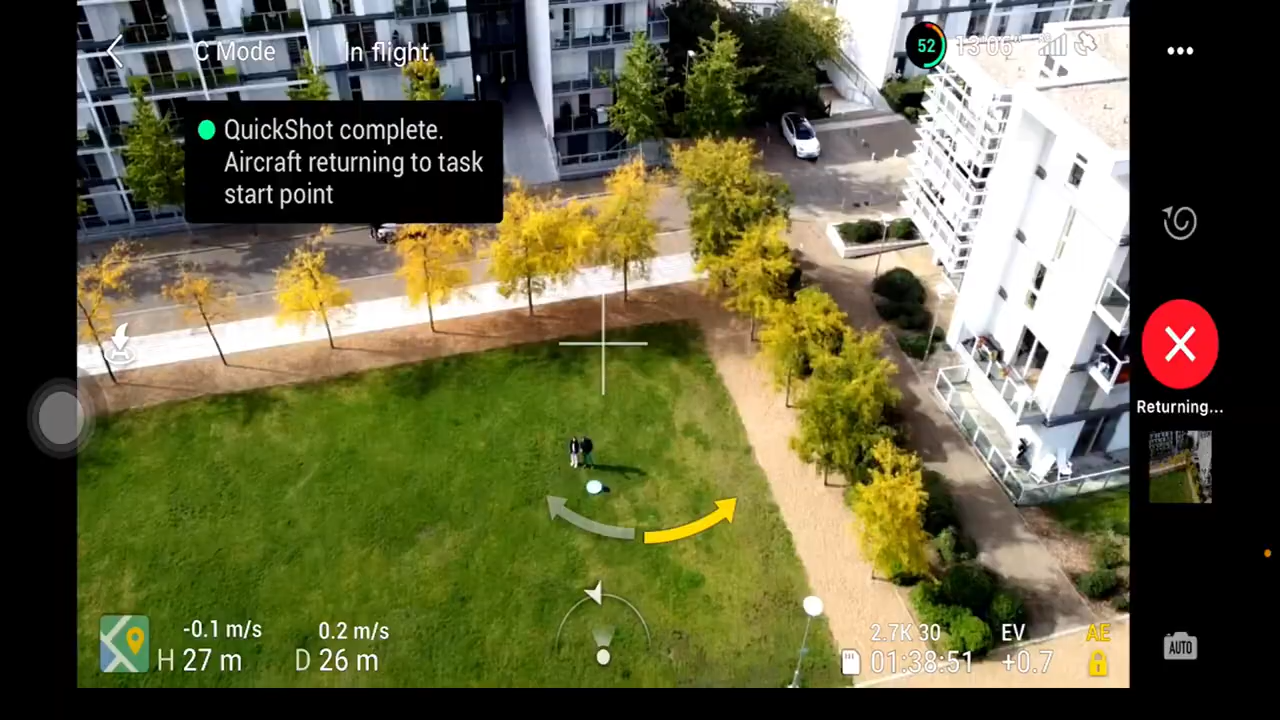 C Mode
In flight
52
13'06"
QuickShot complete.
Aircraft returning to task
start point
Returning...
-0.1 m/s
0.2 m/s
H 27 m
D 26 m
2.7K 30
EV
AE
01:38:51
+0.7
AUTO